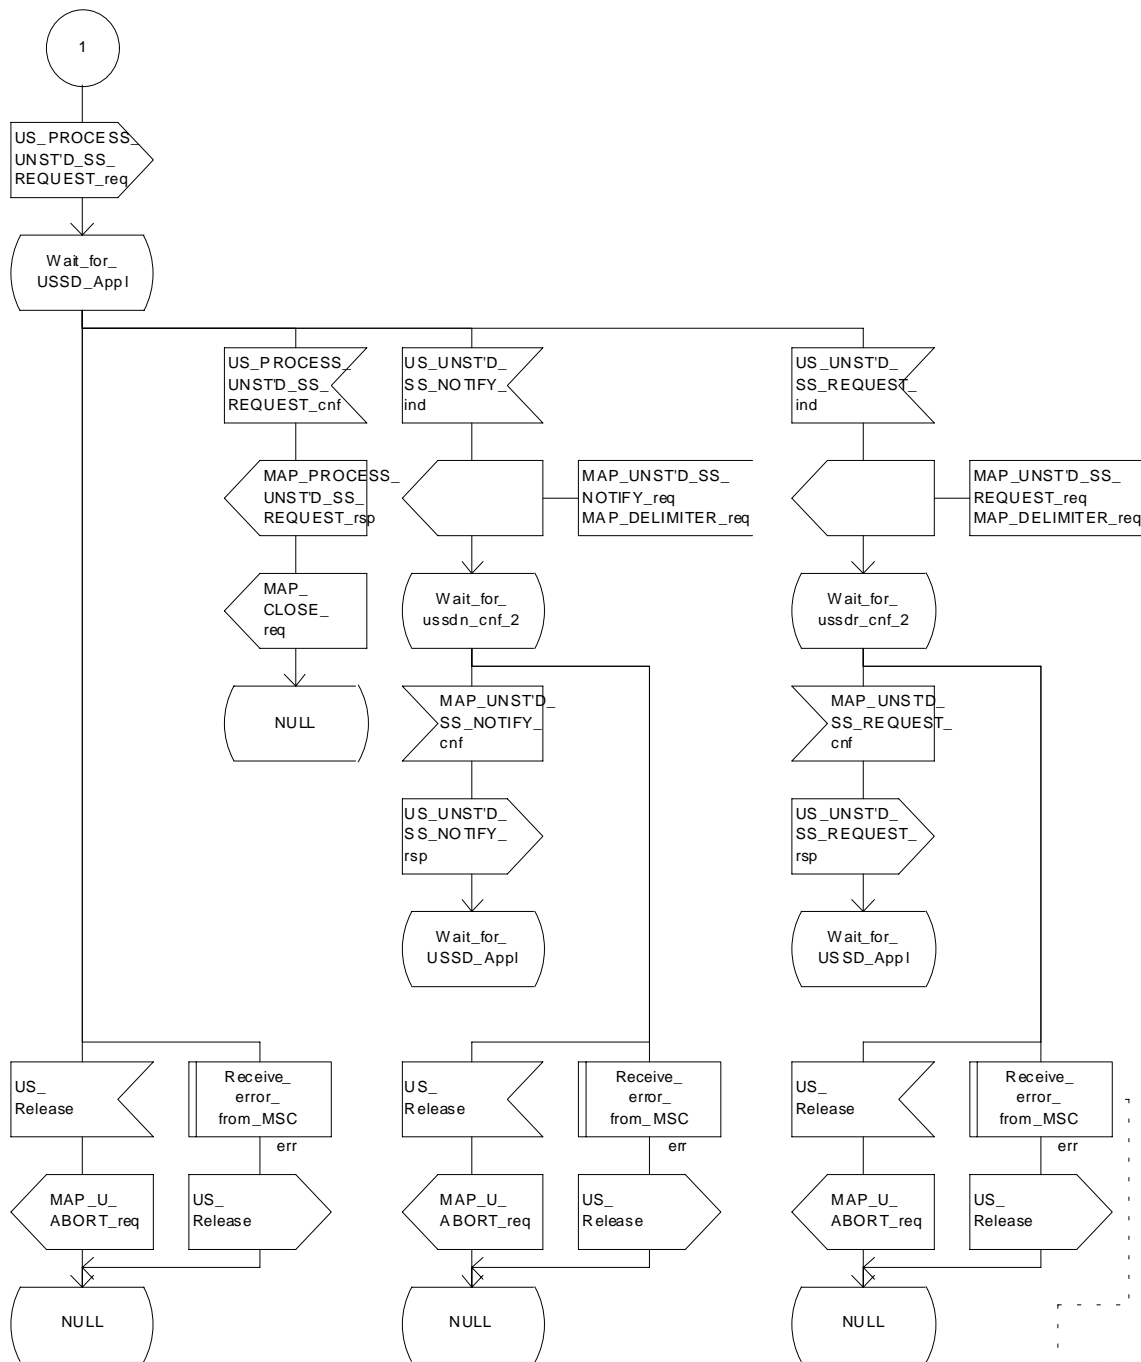 1
US_PROCESS_
UNST'D_SS_
REQUEST_req
Wait_for_
USSD_Appl
US_PROCESS_
UNST'D_SS_
REQUEST_cnf
US_UNST'D_
SS_NOTIFY_
ind
US_UNST'D_
SS_REQUEST_
ind
MAP_PROCESS_
UNST'D_SS_
REQUEST_rsp
MAP_UNST'D_SS_
NOTIFY_req
MAP_DELIMITER_req
MAP_UNST'D_SS_
REQUEST_req
MAP_DELIMITER_req
MAP_
CLOSE_
req
Wait_for_
ussdn_cnf_2
Wait_for_
ussdr_cnf_2
NULL
MAP_UNST'D_
SS_NOTIFY_
cnf
MAP_UNST'D_
SS_REQUEST_
cnf
US_UNST'D_
SS_NOTIFY_
rsp
US_UNST'D_
SS_REQUEST_
rsp
Wait_for_
USSD_Appl
Wait_for_
USSD_Appl
US_
Release
Receive_
error_
from_MSC
err
US_
Release
Receive_
error_
from_MSC
err
US_
Release
Receive_
error_
from_MSC
err
MAP_U_
ABORT_req
US_
Release
MAP_U_
ABORT_req
US_
Release
MAP_U_
ABORT_req
US_
Release
NULL
NULL
NULL